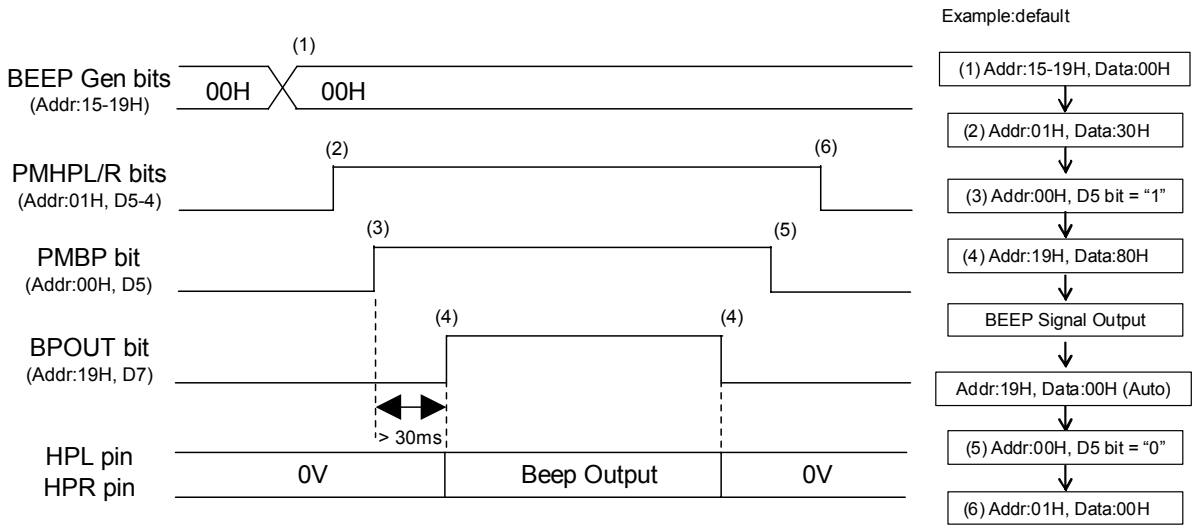 Example:default
(1)
BEEP Gen bits
(Addr:15-19H)
00H
00H
(2)
(6)
PMHPL/R bits
(Addr:01H, D5-4)
(3)
(5)
PMBP bit
(Addr:00H, D5)
(4)
(4)
BPOUT bit
(Addr:19H, D7)
> 30ms
HPL pin
HPR pin
0V
Beep Output
0V
(1) Addr:15-19H, Data:00H
(2) Addr:01H, Data:30H
(3) Addr:00H, D5 bit = “1”
(4) Addr:19H, Data:80H
BEEP Signal Output
Addr:19H, Data:00H (Auto)
(5) Addr:00H, D5 bit = “0”
(6) Addr:01H, Data:00H